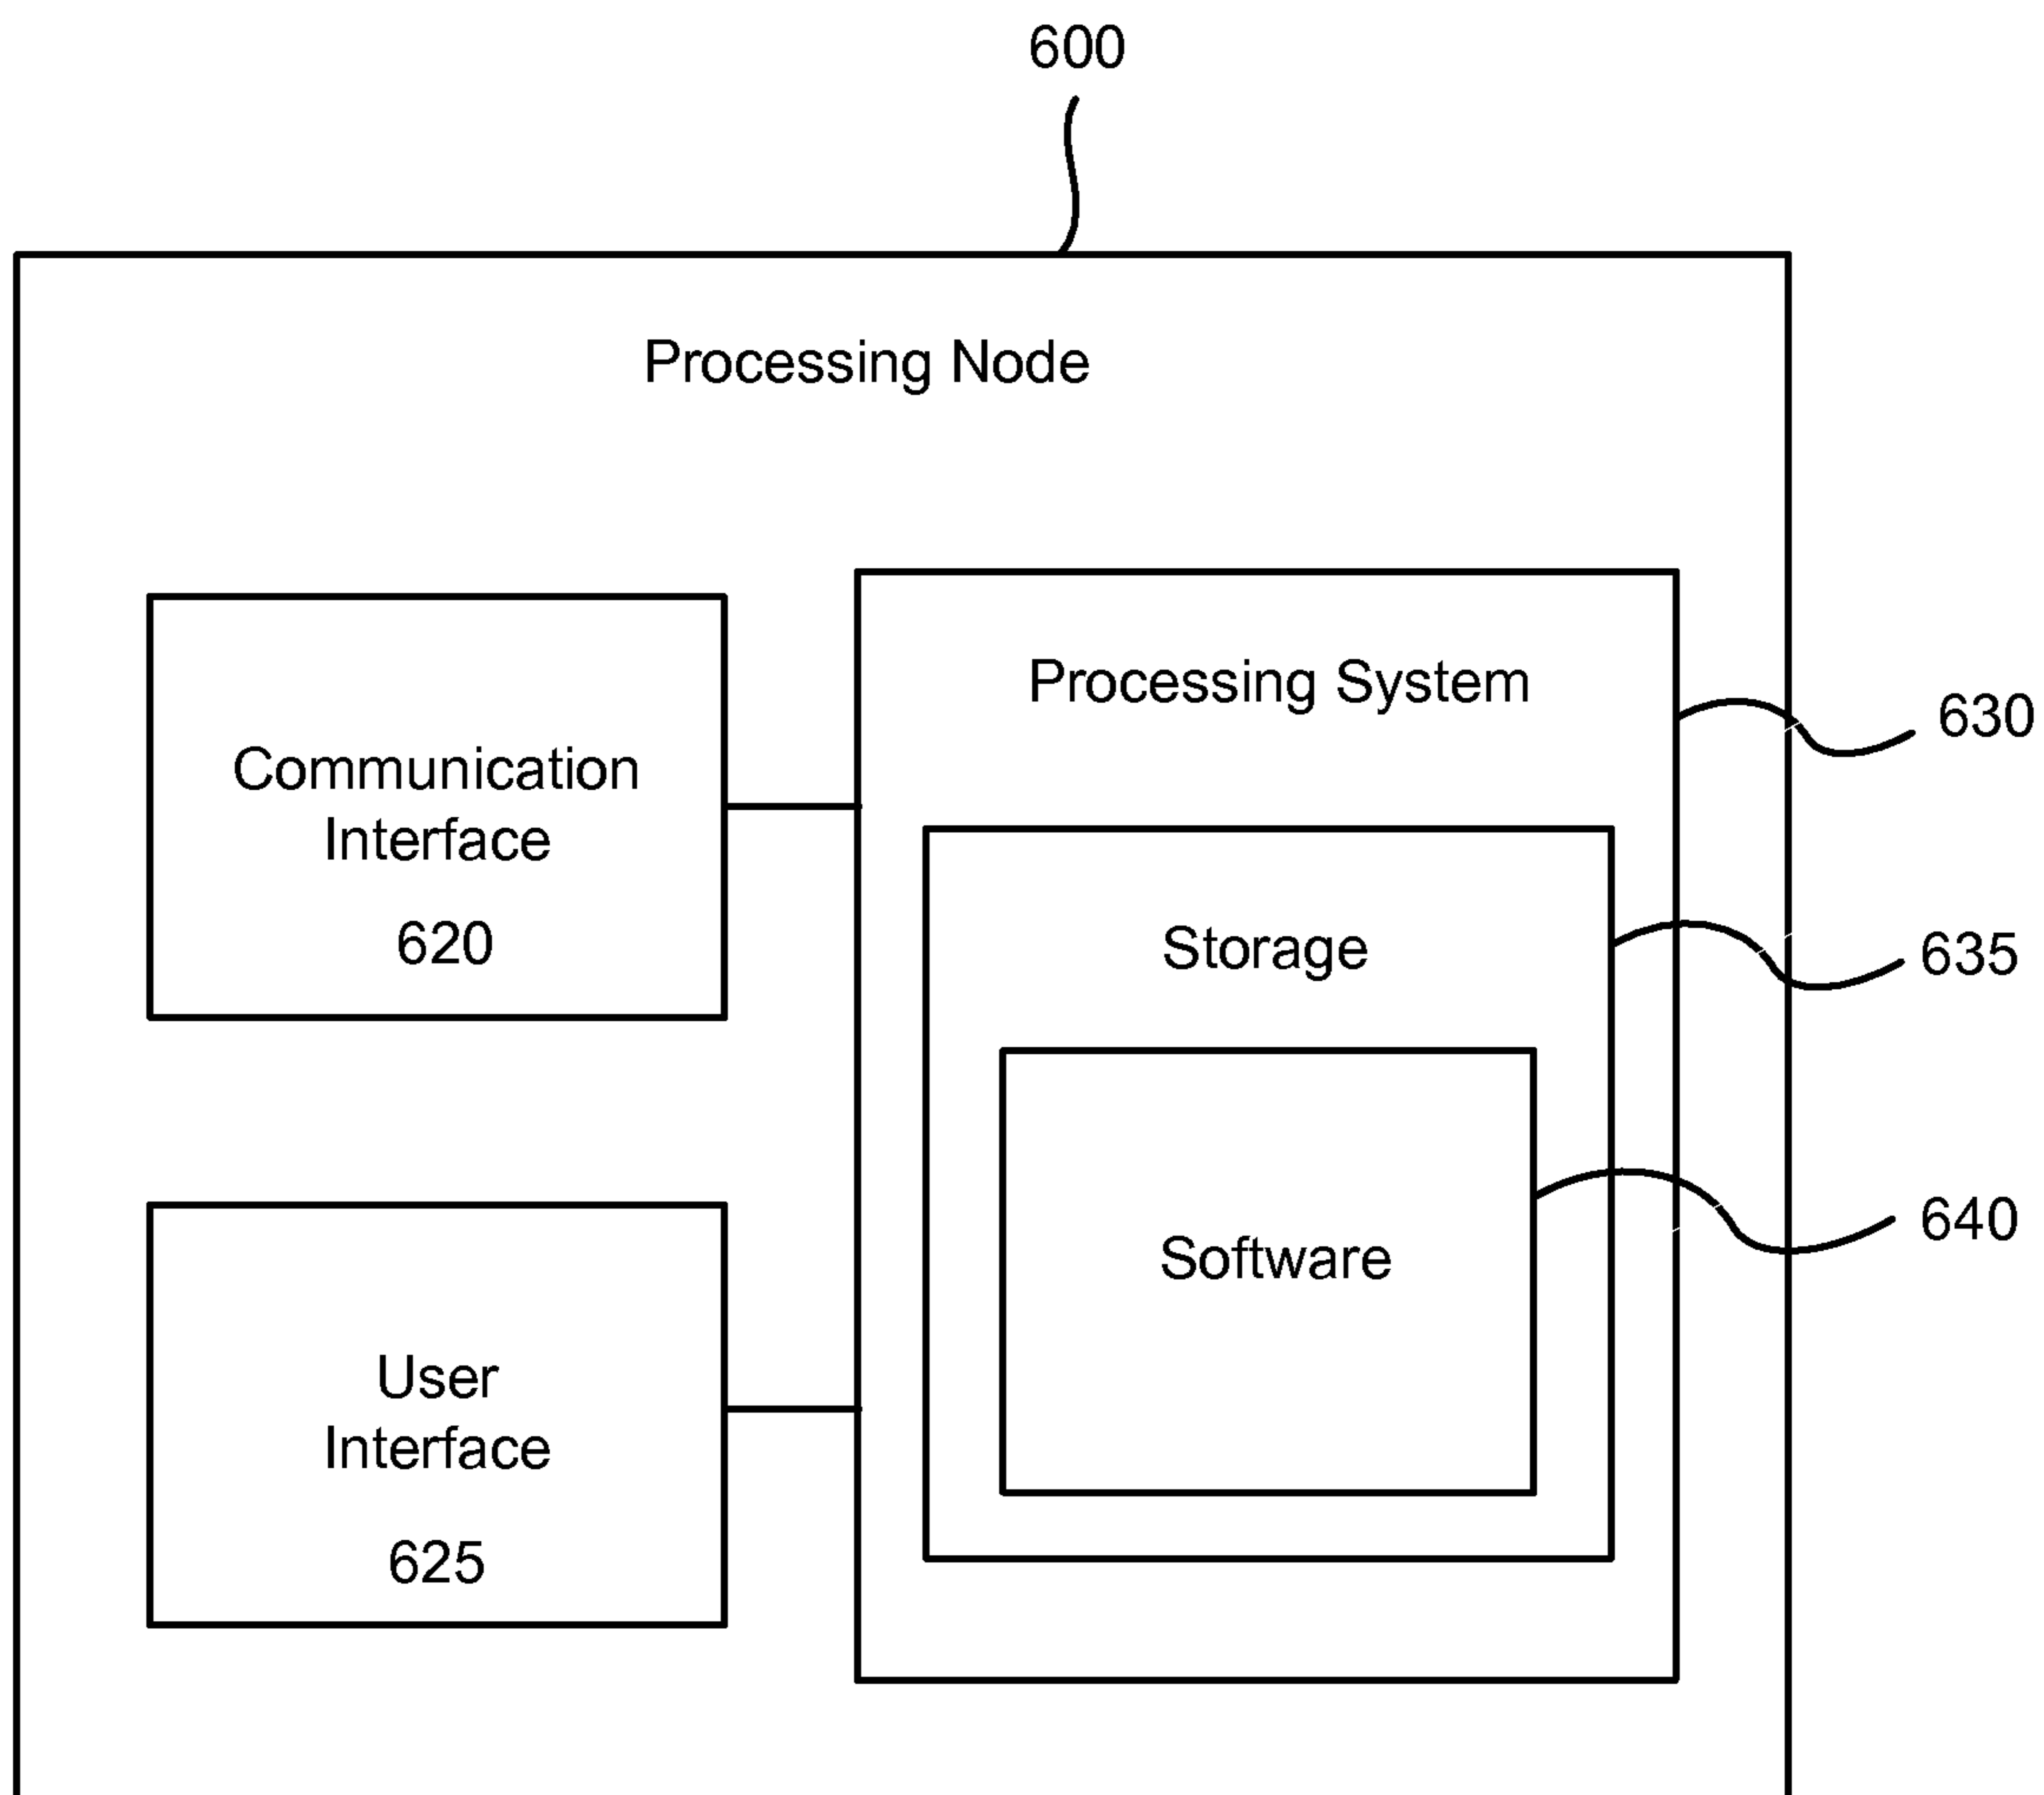 600
Processing Node
Processing System
630
Communication
Interface
620
Storage
635
Software
640
User
Interface
625